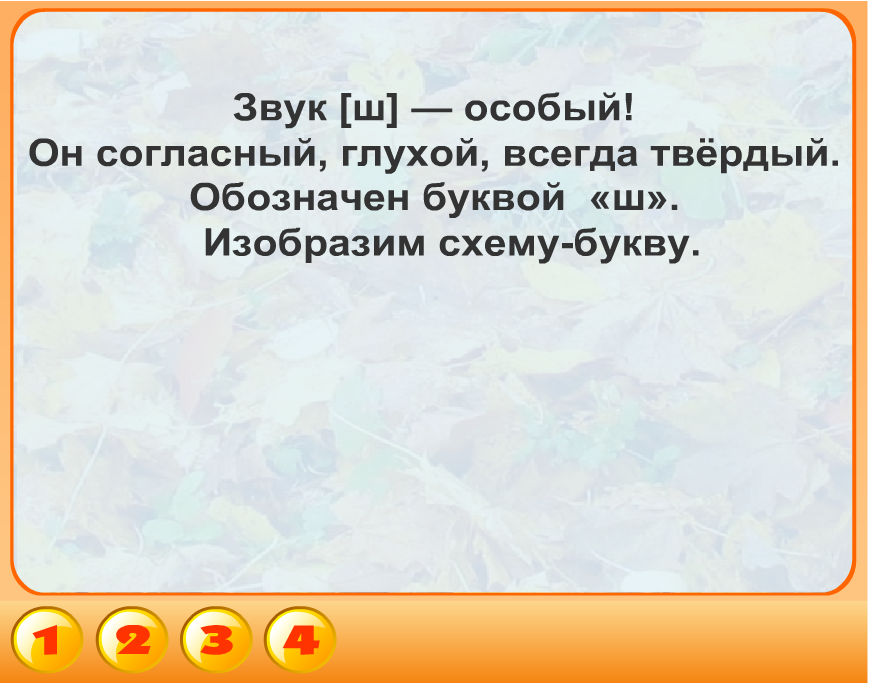 Звук [ш] — особый!
Он согласный, глухой, всегда твёрдый.
Обозначен буквой «ш».
Изобразим схему-букву.
1 2 3 4